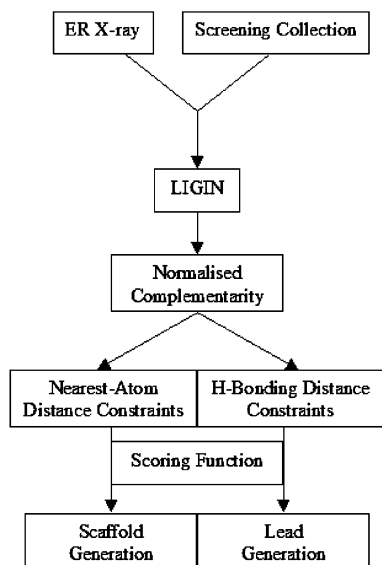 ER X-ray
Screening Collection
LIGIN
Normalised
Complementarity
Nearest-Atom
Distance Constraints
H-Bonding Distance
Constraints
Scoring Function
Scaffold
Generation
Lead
Generation